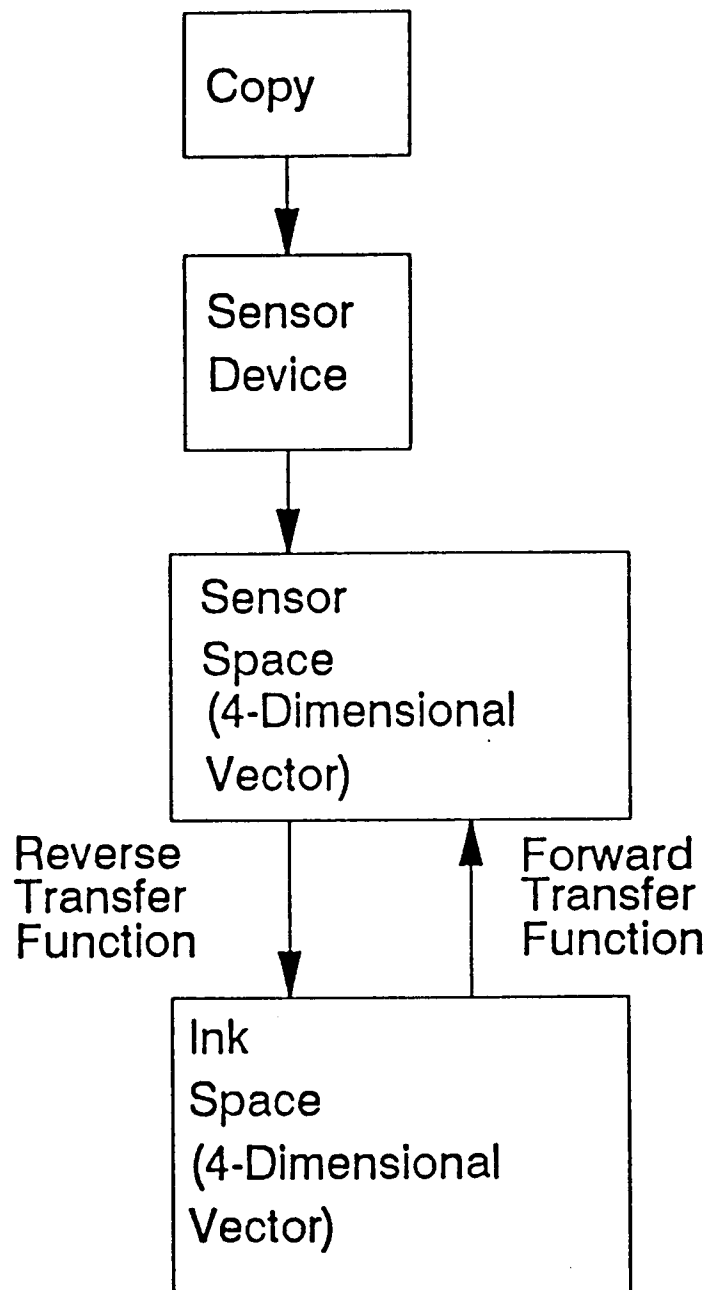 Copy
Sensor
Device
Sensor
Space
(4-Dimensional
Vector)
Reverse
Transfer
Function
Forward
Transfer
Function
Ink
Space
(4-Dimensional
Vector)